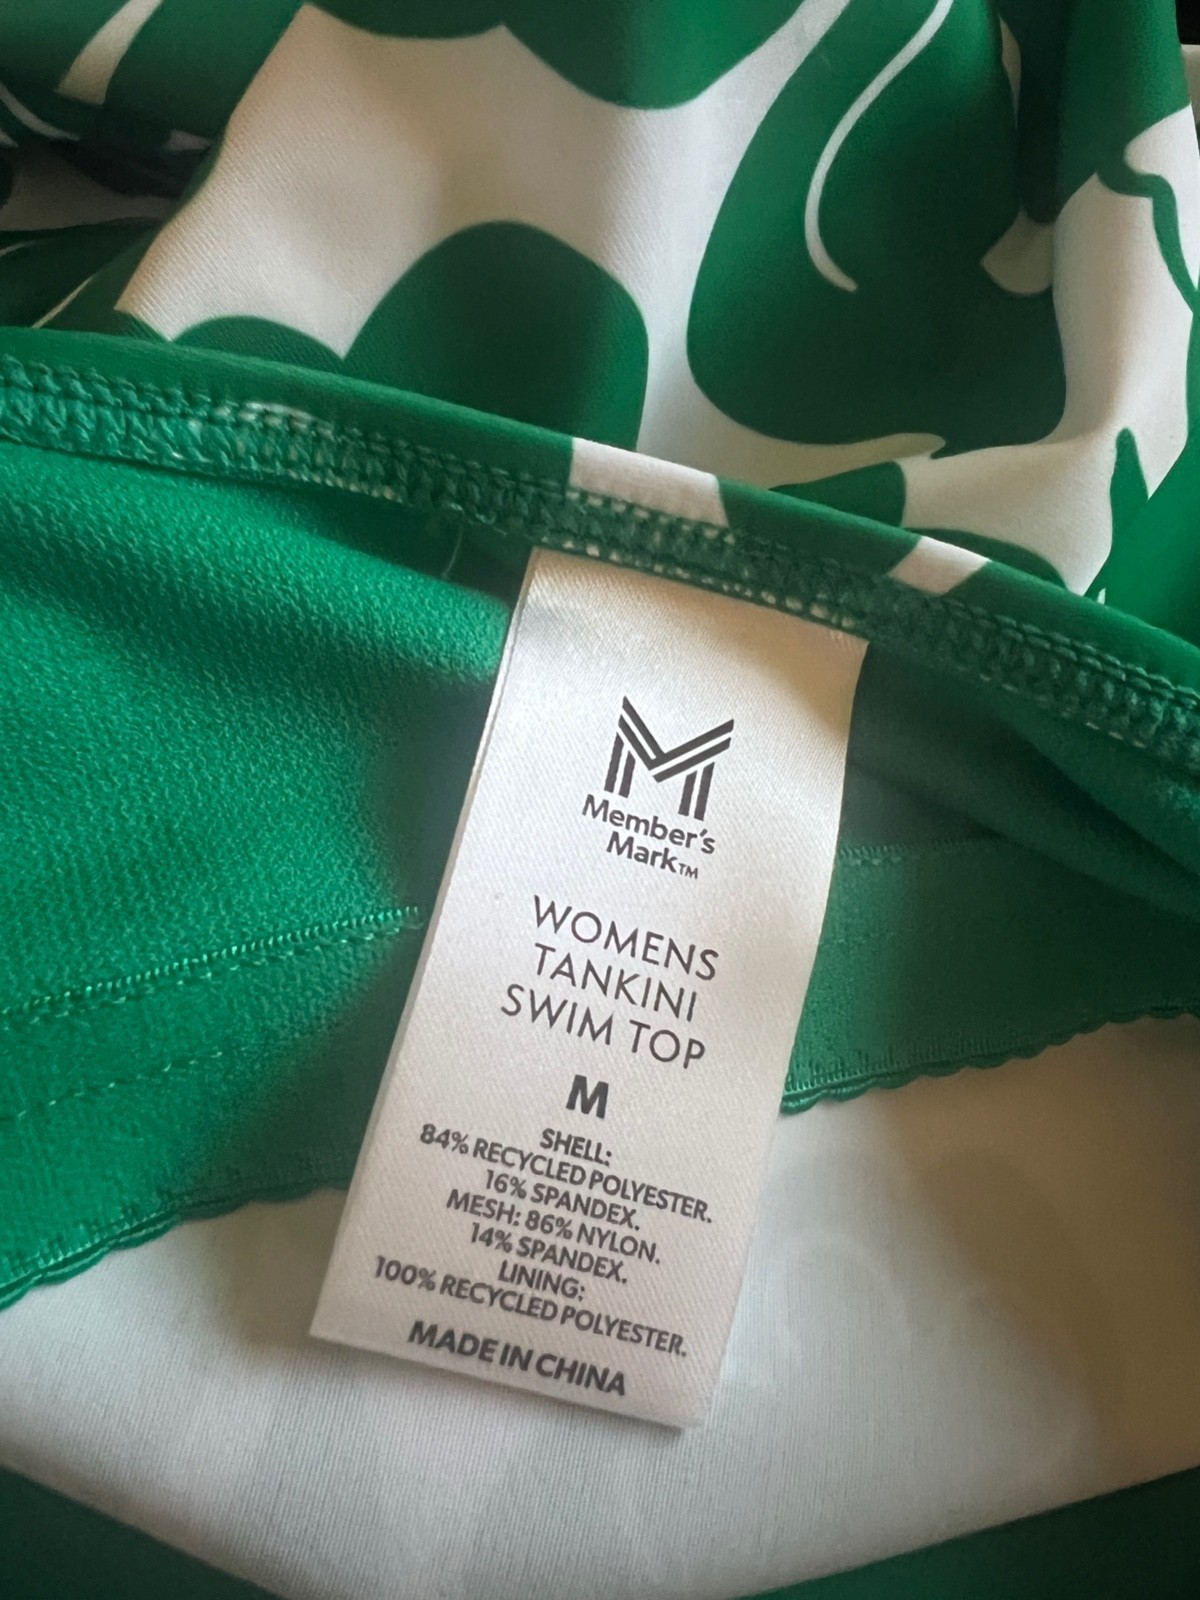 Member's
Mark™
WOMENS
TANKINI
SWIM TOP
M
SHELL:
84% RECYCLED POLYESTER.
16% SPANDEX.
MESH: 86% NYLON.
14% SPANDEX.
LINING:
100% RECYCLED POLYESTER.
MADE IN CHINA